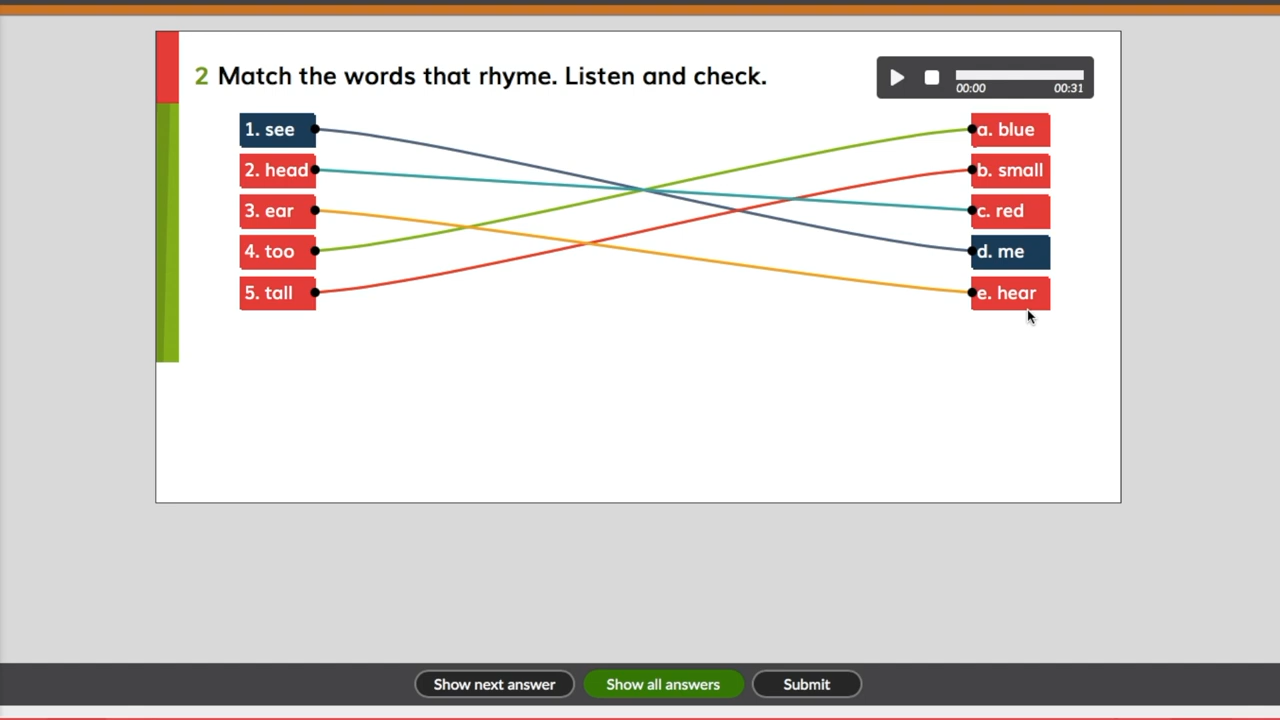 2 Match the words that rhyme. Listen and check.
00:00 00:31
1. see
2. head
3. ear
4. too
5. tall
a. blue
b. small
c. red
d. me
e. hear
Show next answer Show all answers Submit